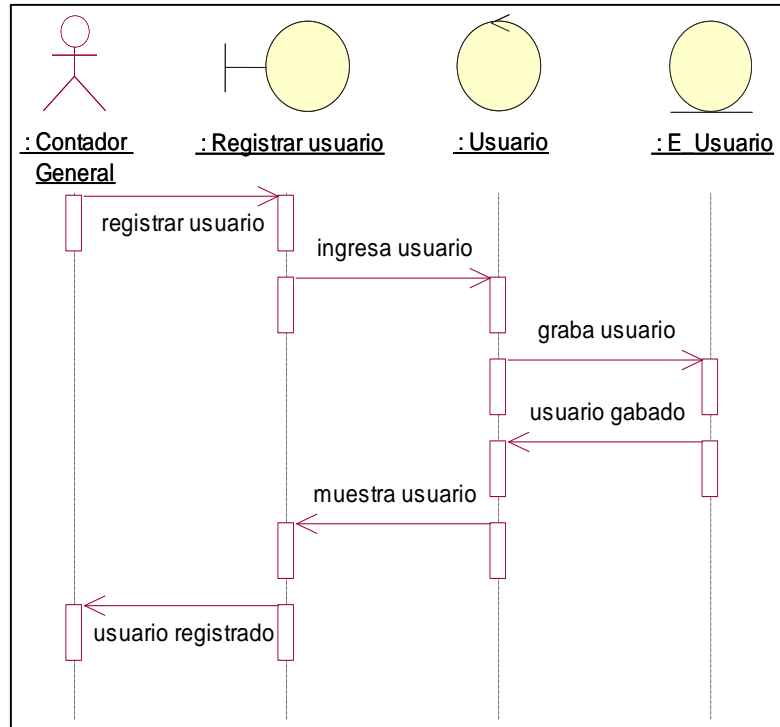 : Contador
General
: Registrar usuario
: Usuario
: E_Usuario
registrar usuario
ingresa usuario
graba usuario
usuario gabado
muestra usuario
usuario registrado